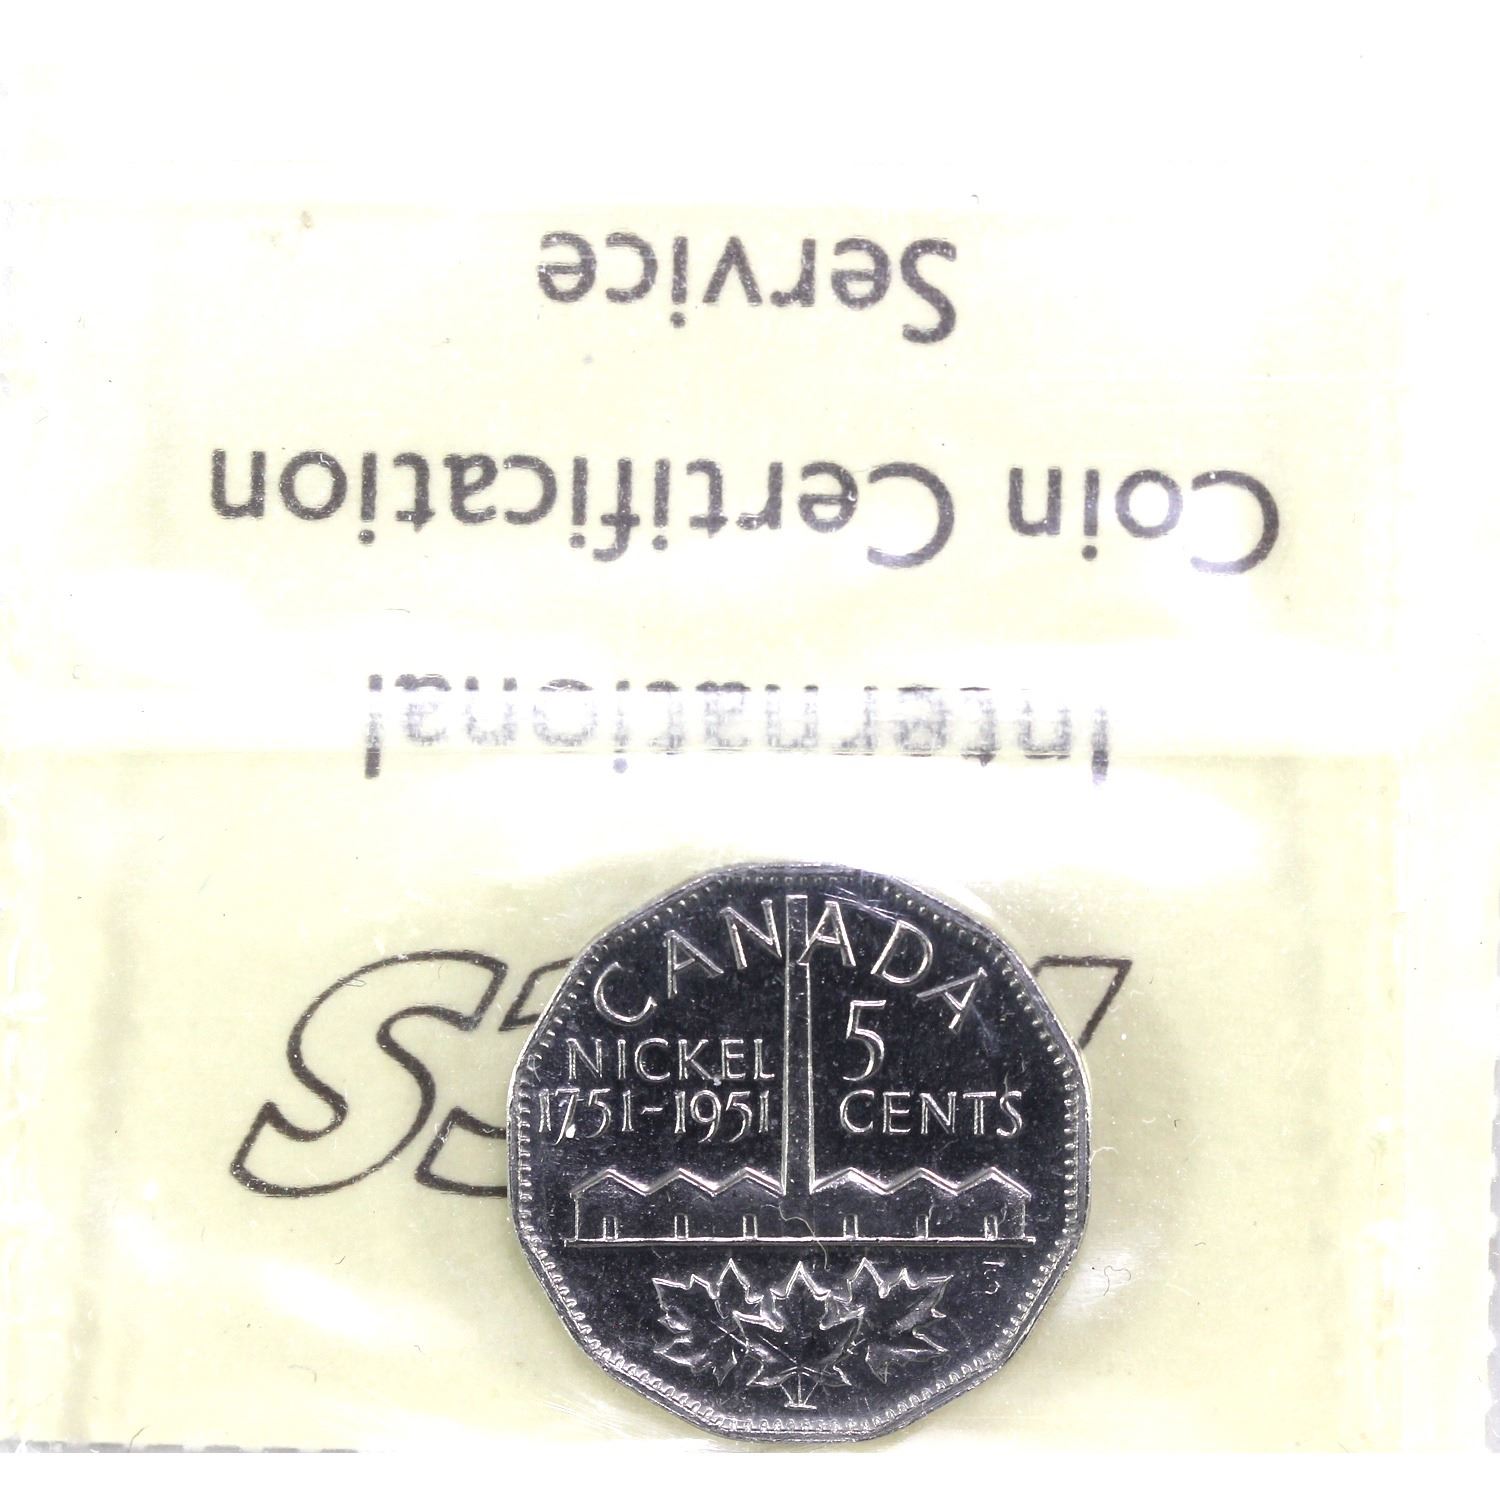 Service
Coin Certification
International
CANADA
NICKEL
1751-1951
5
CENTS